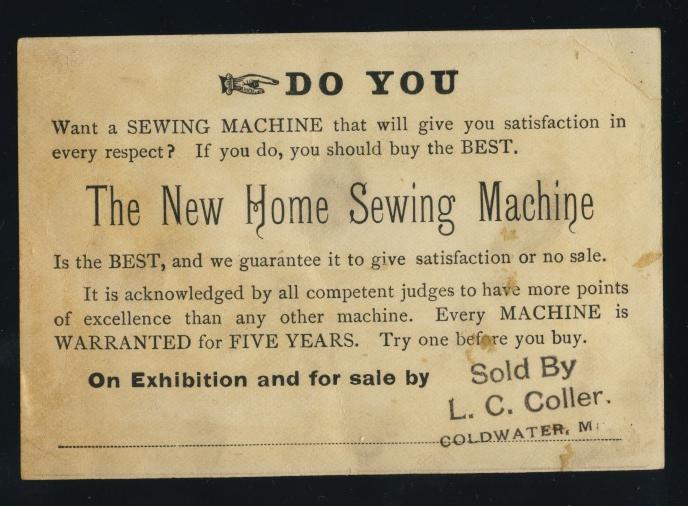 DO YOU
Want a SEWING MACHINE that will give you satisfaction in
every respect? If you do, you should buy the BEST.
The New Home Sewing Machine
Is the BEST, and we guarantee it to give satisfaction or no sale.
It is acknowledged by all competent judges to have more points
of excellence than any other machine. Every MACHINE is
WARRANTED for FIVE YEARS. Try one before you buy.
On Exhibition and for sale by
Sold By
L. C. Coller.
COLDWATER, M